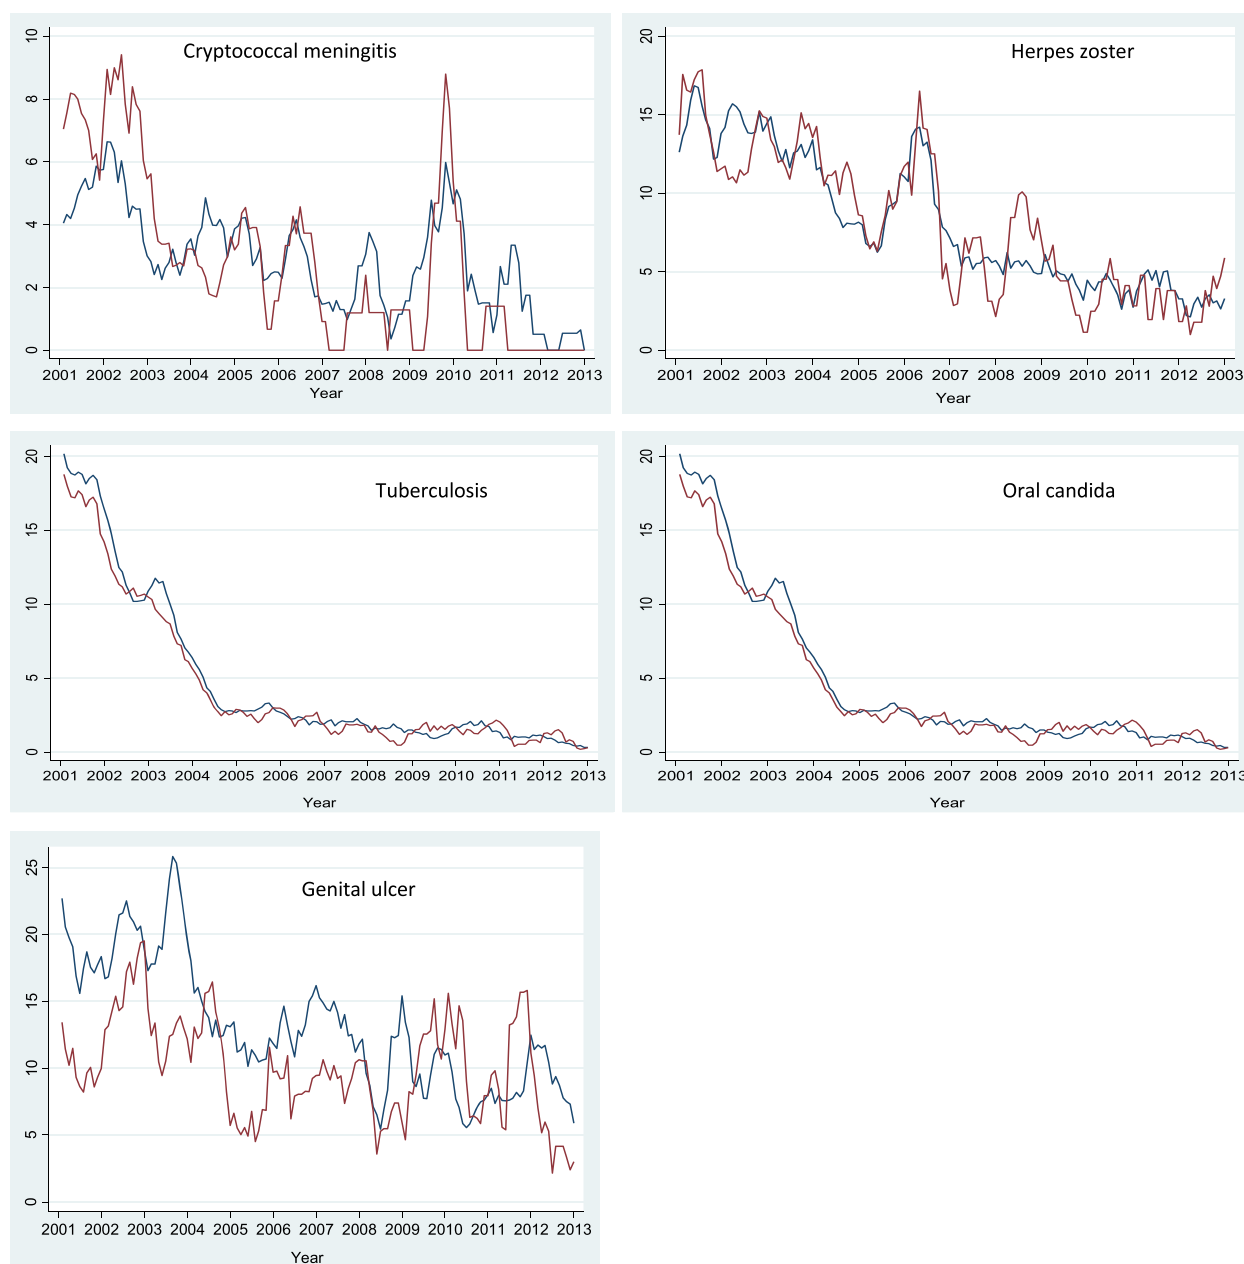 Cryptococcal meningitis
10
8
6
4
2
0
2001 2002 2003 2004 2005 2006 2007 2008 2009 2010 2011 2012 2013
Year
Herpes zoster
20
15
10
5
0
2001 2002 2003 2004 2005 2006 2007 2008 2009 2010 2011 2012 2003
Year
Tuberculosis
20
15
10
5
0
2001 2002 2003 2004 2005 2006 2007 2008 2009 2010 2011 2012 2013
Year
Oral candida
20
15
10
5
0
2001 2002 2003 2004 2005 2006 2007 2008 2009 2010 2011 2012 2013
Year
Genital ulcer
25
20
15
10
5
0
2001 2002 2003 2004 2005 2006 2007 2008 2009 2010 2011 2012 2013
Year